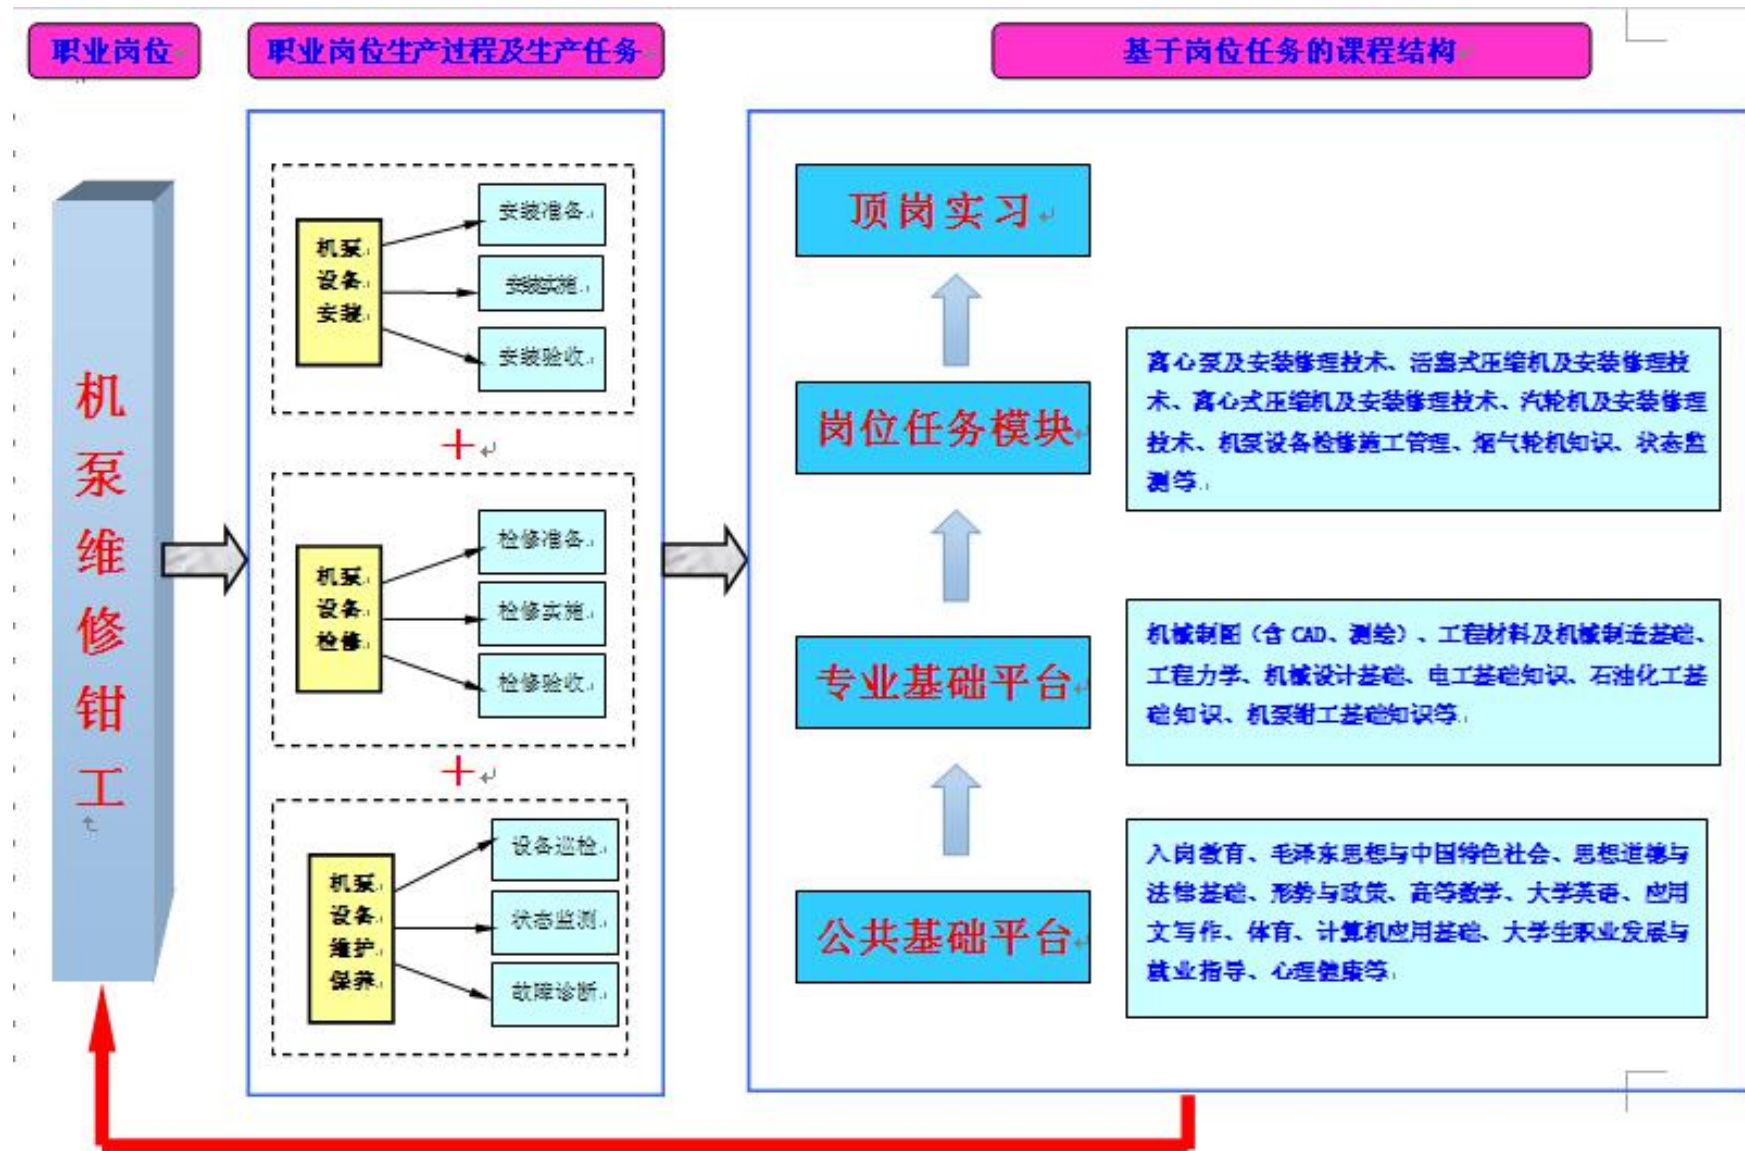 职业岗位
职业岗位生产过程及生产任务
基于岗位任务的课程结构
机
泵
维
修
钳
工
机泵
设备
安装
安装准备
安装实施
安装验收
+
机泵
设备
检修
检修准备
检修实施
检修验收
+
机泵
设备
维护
保养
设备巡检
状态监测
故障诊断
顶岗实习
岗位任务模块
离心泵及安装修理技术、活塞式压缩机及安装修理技
术、离心式压缩机及安装修理技术、汽轮机及安装修理
技术、机泵设备检修施工管理、烟气轮机知识、状态监
测等
专业基础平台
机械制图（含 CAD、测绘）、工程材料及机械制造基础、
工程力学、机械设计基础、电工基础知识、石油化工基
础知识、机泵钳工基础知识等
公共基础平台
入岗教育、毛泽东思想与中国特色社会、思想道德与
法律基础、形势与政策、高等数学、大学英语、应用
文写作、体育、计算机应用基础、大学生职业发展与
就业指导、心理健康等